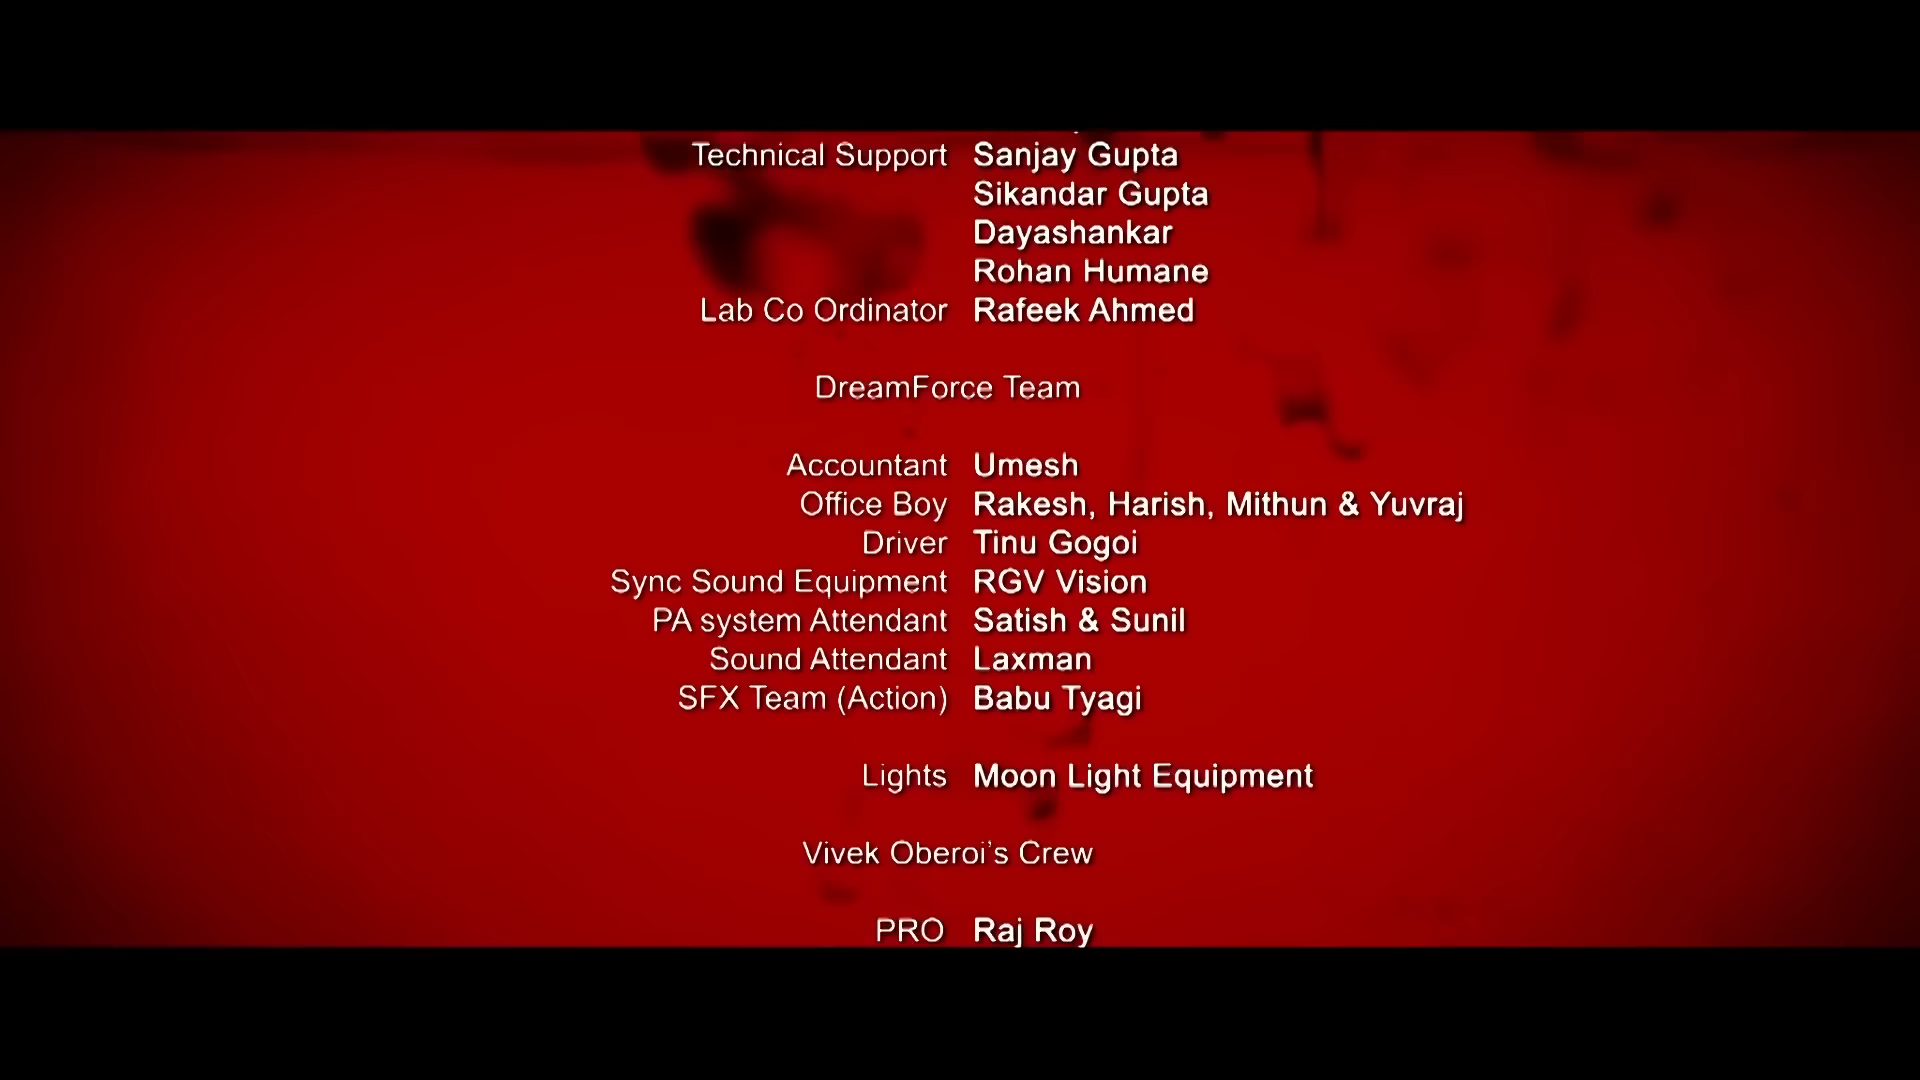 Technical Support Sanjay Gupta
Sikandar Gupta
Dayashankar
Rohan Humane
Lab Co Ordinator Rafeek Ahmed
DreamForce Team
Accountant Umesh
Office Boy Rakesh, Harish, Mithun & Yuvraj
Driver Tinu Gogoi
Sync Sound Equipment RGV Vision
PA system Attendant Satish & Sunil
Sound Attendant Laxman
SFX Team (Action) Babu Tyagi
Lights Moon Light Equipment
Vivek Oberoi's Crew
PRO Raj Roy